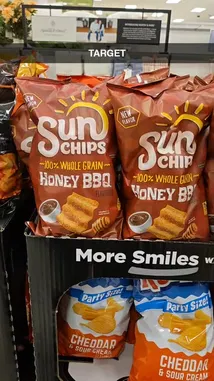 TARGET
Sun
CHIPS
100% WHOLE GRAIN
HONEY BBQ
NEW
FLAVOR
Sun
CHIP
100% WHOLE GRAIN
HONEY BBQ
More Smiles w
Party Size!
CHEDDAR
& SOUR CREAM
Party Size!
CHEDDAR
& SOUR CREAM